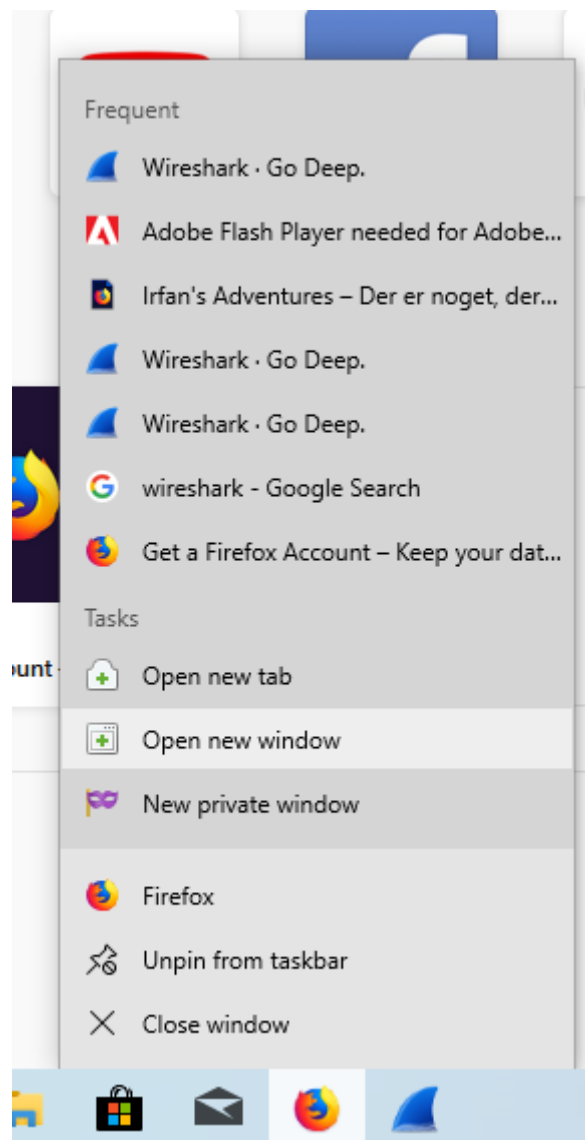 Frequent
Wireshark · Go Deep.
Adobe Flash Player needed for Adobe...
Irfan's Adventures – Der er noget, der...
Wireshark · Go Deep.
Wireshark · Go Deep.
wireshark - Google Search
Get a Firefox Account – Keep your dat...
Tasks
ount
Open new tab
Open new window
New private window
Firefox
Unpin from taskbar
Close window